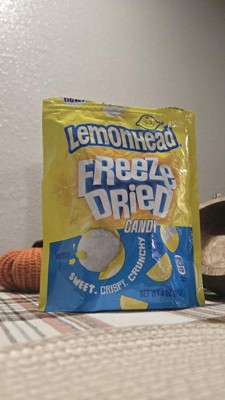 Lemonhead
FREEZE
DRIED
CANDY
SWEET. CRISPY. CRUNCHY